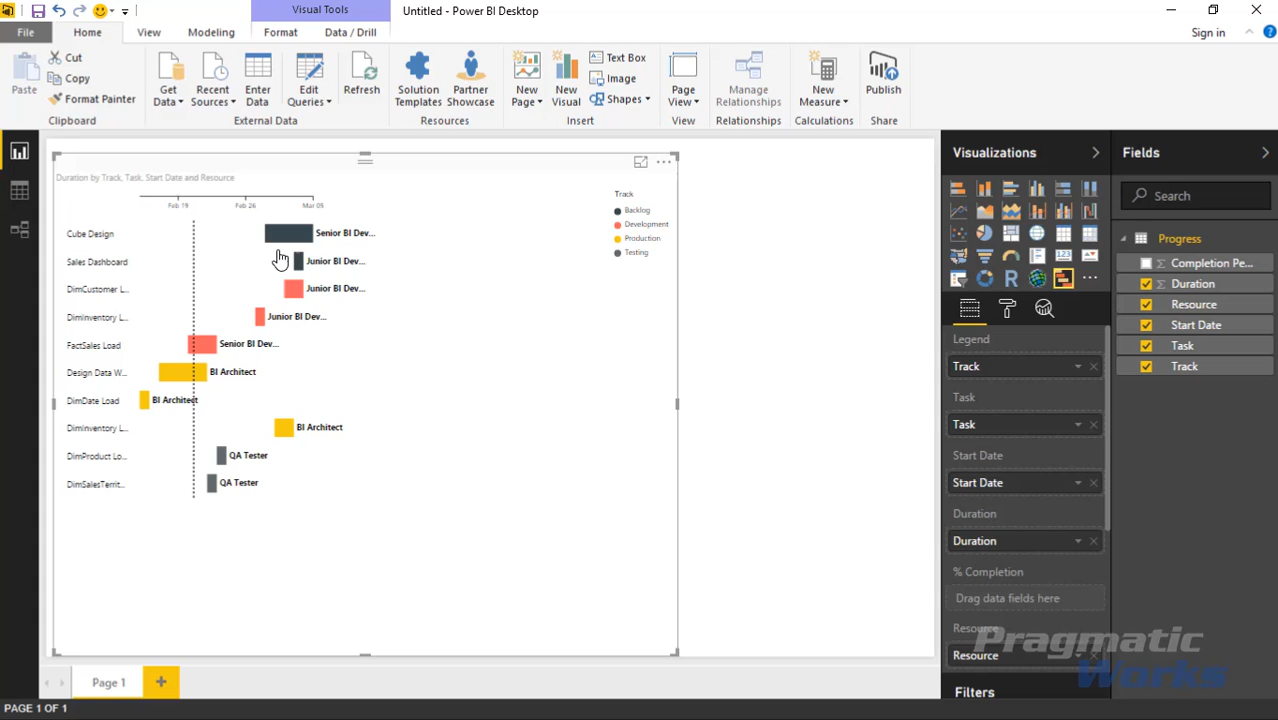 Visual Tools
Untitled - Power BI Desktop
File Home View Modeling Format Data / Drill
Sign in
Paste
Cut
Copy
Format Painter
Clipboard
Get Data
Recent Sources
Enter Data
Edit Queries
Refresh
External Data
Solution Templates
Partner Showcase
Resources
New Page
New Visual
Text Box
Image
Shapes
Insert
Page View
View
Manage Relationships
Relationships
New Measure
Calculations
Publish
Share
Duration by Track, Task, Start Date and Resource
Feb 19 Feb 26 Mar 05
Cube Design Senior BI Dev...
Sales Dashboard Junior BI Dev...
DimCustomer L... Junior BI Dev...
DimInventory L... Junior BI Dev...
FactSales Load Senior BI Dev...
Design Data W... BI Architect
DimDate Load BI Architect
DimInventory L... BI Architect
DimProduct Lo... QA Tester
DimSalesTerrit... QA Tester
Track
Backlog
Development
Production
Testing
Visualizations
R
Legend
Track
Task
Task
Start Date
Start Date
Duration
Duration
% Completion
Drag data fields here
Resource
Resource
Filters
Fields
Search
Progress
Completion Pe...
Duration
Resource
Start Date
Task
Track
Pragmatic
Works
Page 1
PAGE 1 OF 1